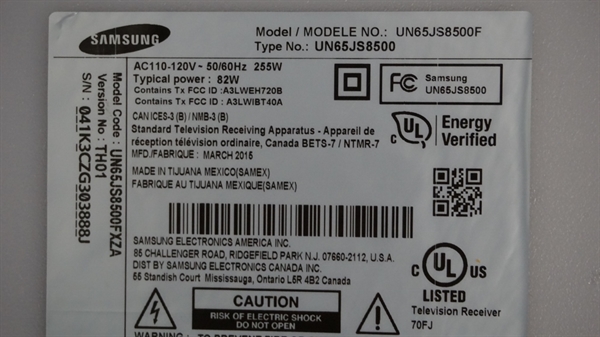 SAMSUNG
Model / MODELE NO.: UN65JS8500F
Type No.: UN65JS8500
AC110-120V ~ 50/60Hz 255W
Typical power : 82W
Contains Tx FCC ID : A3LWEH720B
Contains Tx FCC ID : A3LWIBT40A
FC Samsung
UN65JS8500
CAN ICES-3 (B) / NMB-3 (B)
Standard Television Receiving Apparatus - Appareil de
réception télévision ordinaire, Canada BETS-7 / NTMR-7
MFD./FABRIQUE : MARCH 2015
C UL Energy
Verified
MADE IN TIJUANA MEXICO(SAMEX)
FABRIQUE AU TIJUANA MEXIQUE (SAMEX)
Model Code : UN65JS8500FXZA
Version No : TH01
S/N : 041K3CZG303888J
SAMSUNG ELECTRONICS AMERICA INC.
85 CHALLENGER ROAD, RIDGEFIELD PARK N.J. 07660-2112, U.S.A.
DIST BY SAMSUNG ELECTRONICS CANADA INC.
55 Standish Court Mississauga, Ontario L5R 4B2 Canada
C UL US
LISTED
Television Receiver
70FJ
CAUTION
RISK OF ELECTRIC SHOCK
DO NOT OPEN